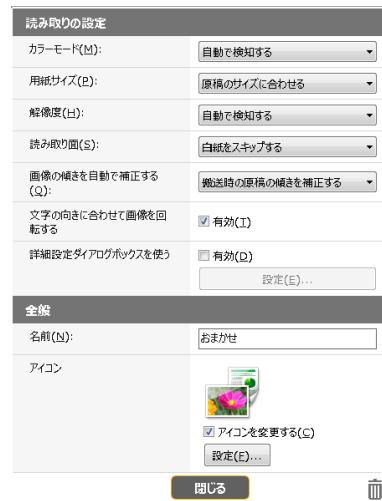 読み取りの設定
カラーモード(M):
自動で検知する
用紙サイズ(P):
原稿のサイズに合わせる
解像度(H):
自動で検知する
読み取り面(S):
白紙をスキップする
画像の傾きを自動で補正する
(Q):
搬送時の原稿の傾きを補正する
文字の向きに合わせて画像を回
転する
有効(T)
詳細設定ダイアログボックスを使う
有効(D)
設定(E)...
全般
名前(N):
おまかせ
アイコン
アイコンを変更する(C)
設定(F)...
閉じる